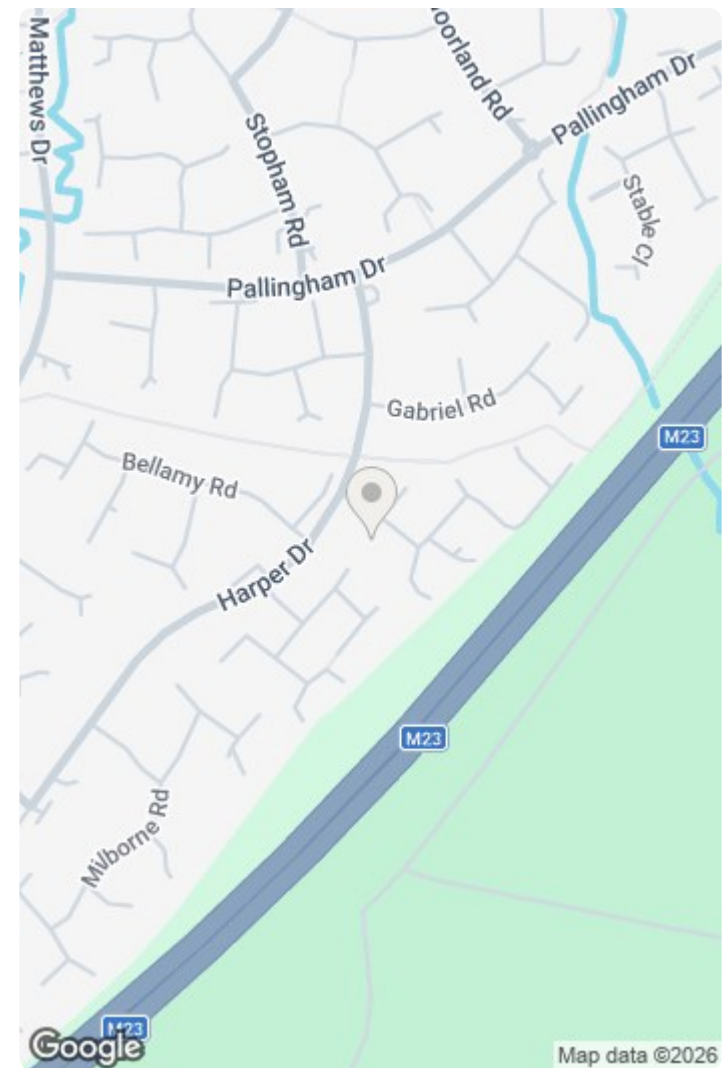 Matthews Dr
oorland Rd
Pallingham Dr
Stopham Rd
Stable Cl
Pallingham Dr
Gabriel Rd
M23
Bellamy Rd
Harper Dr
M23
Milborne Rd
M23
Google
Map data ©2026